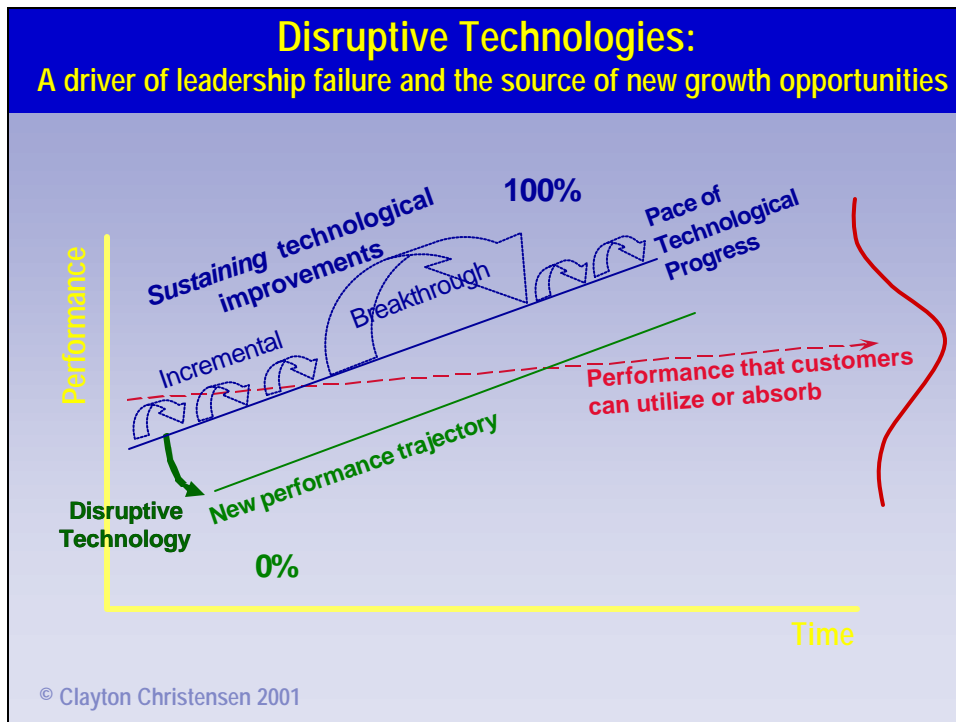 Disruptive Technologies:
A driver of leadership failure and the source of new growth opportunities
100%
Sustaining technological
improvements
Pace of
Technological
Progress
Breakthrough
Incremental
Performance
Performance that customers
can utilize or absorb
New performance trajectory
Disruptive
Technology
0%
Time
© Clayton Christensen 2001